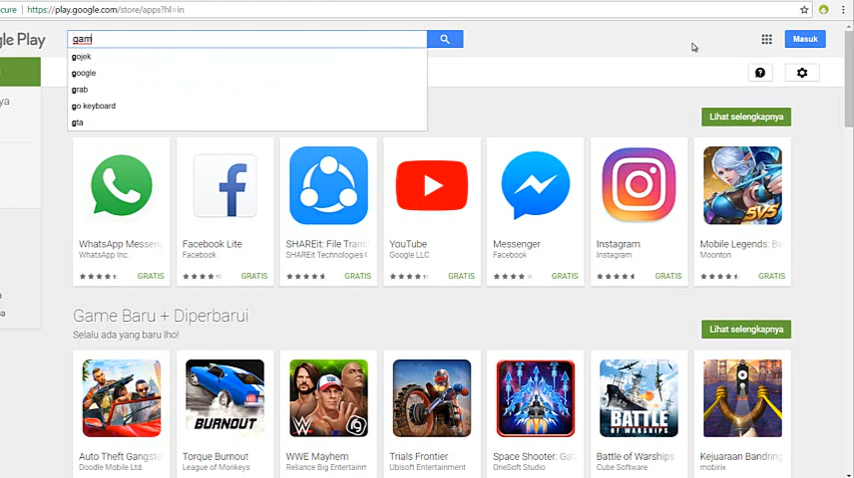 cure https://play.google.com/store/apps?hl=in
gle Play gam Masuk
gojek
google
grab
go keyboard
gta
ya
Lihat selengkapnya
WhatsApp Messen
WhatsApp Inc.
GRATIS
Facebook Lite
Facebook
GRATIS
SHAREit: File Trans
SHAREit Technologies
GRATIS
YouTube
Google LLC
GRATIS
Messenger
Facebook
GRATIS
Instagram
Instagram
GRATIS
5V5
Mobile Legends: Ba
Moonton
GRATIS
a
Game Baru + Diperbarui
Selalu ada yang baru lho!
Lihat selengkapnya
Auto Theft Gangste
Doodle Mobile Ltd.
BURNOUT
Torque Burnout
League of Monkeys
WWE Mayhem
Reliance Big Entertainm
Trials Frontier
Ubisoft Entertainment
Space Shooter: Ga
OneSoft Studio
BATTLE
OF WARSHIPS
Battle of Warships
Cube Software
Kejuaraan Bandring
mobirix